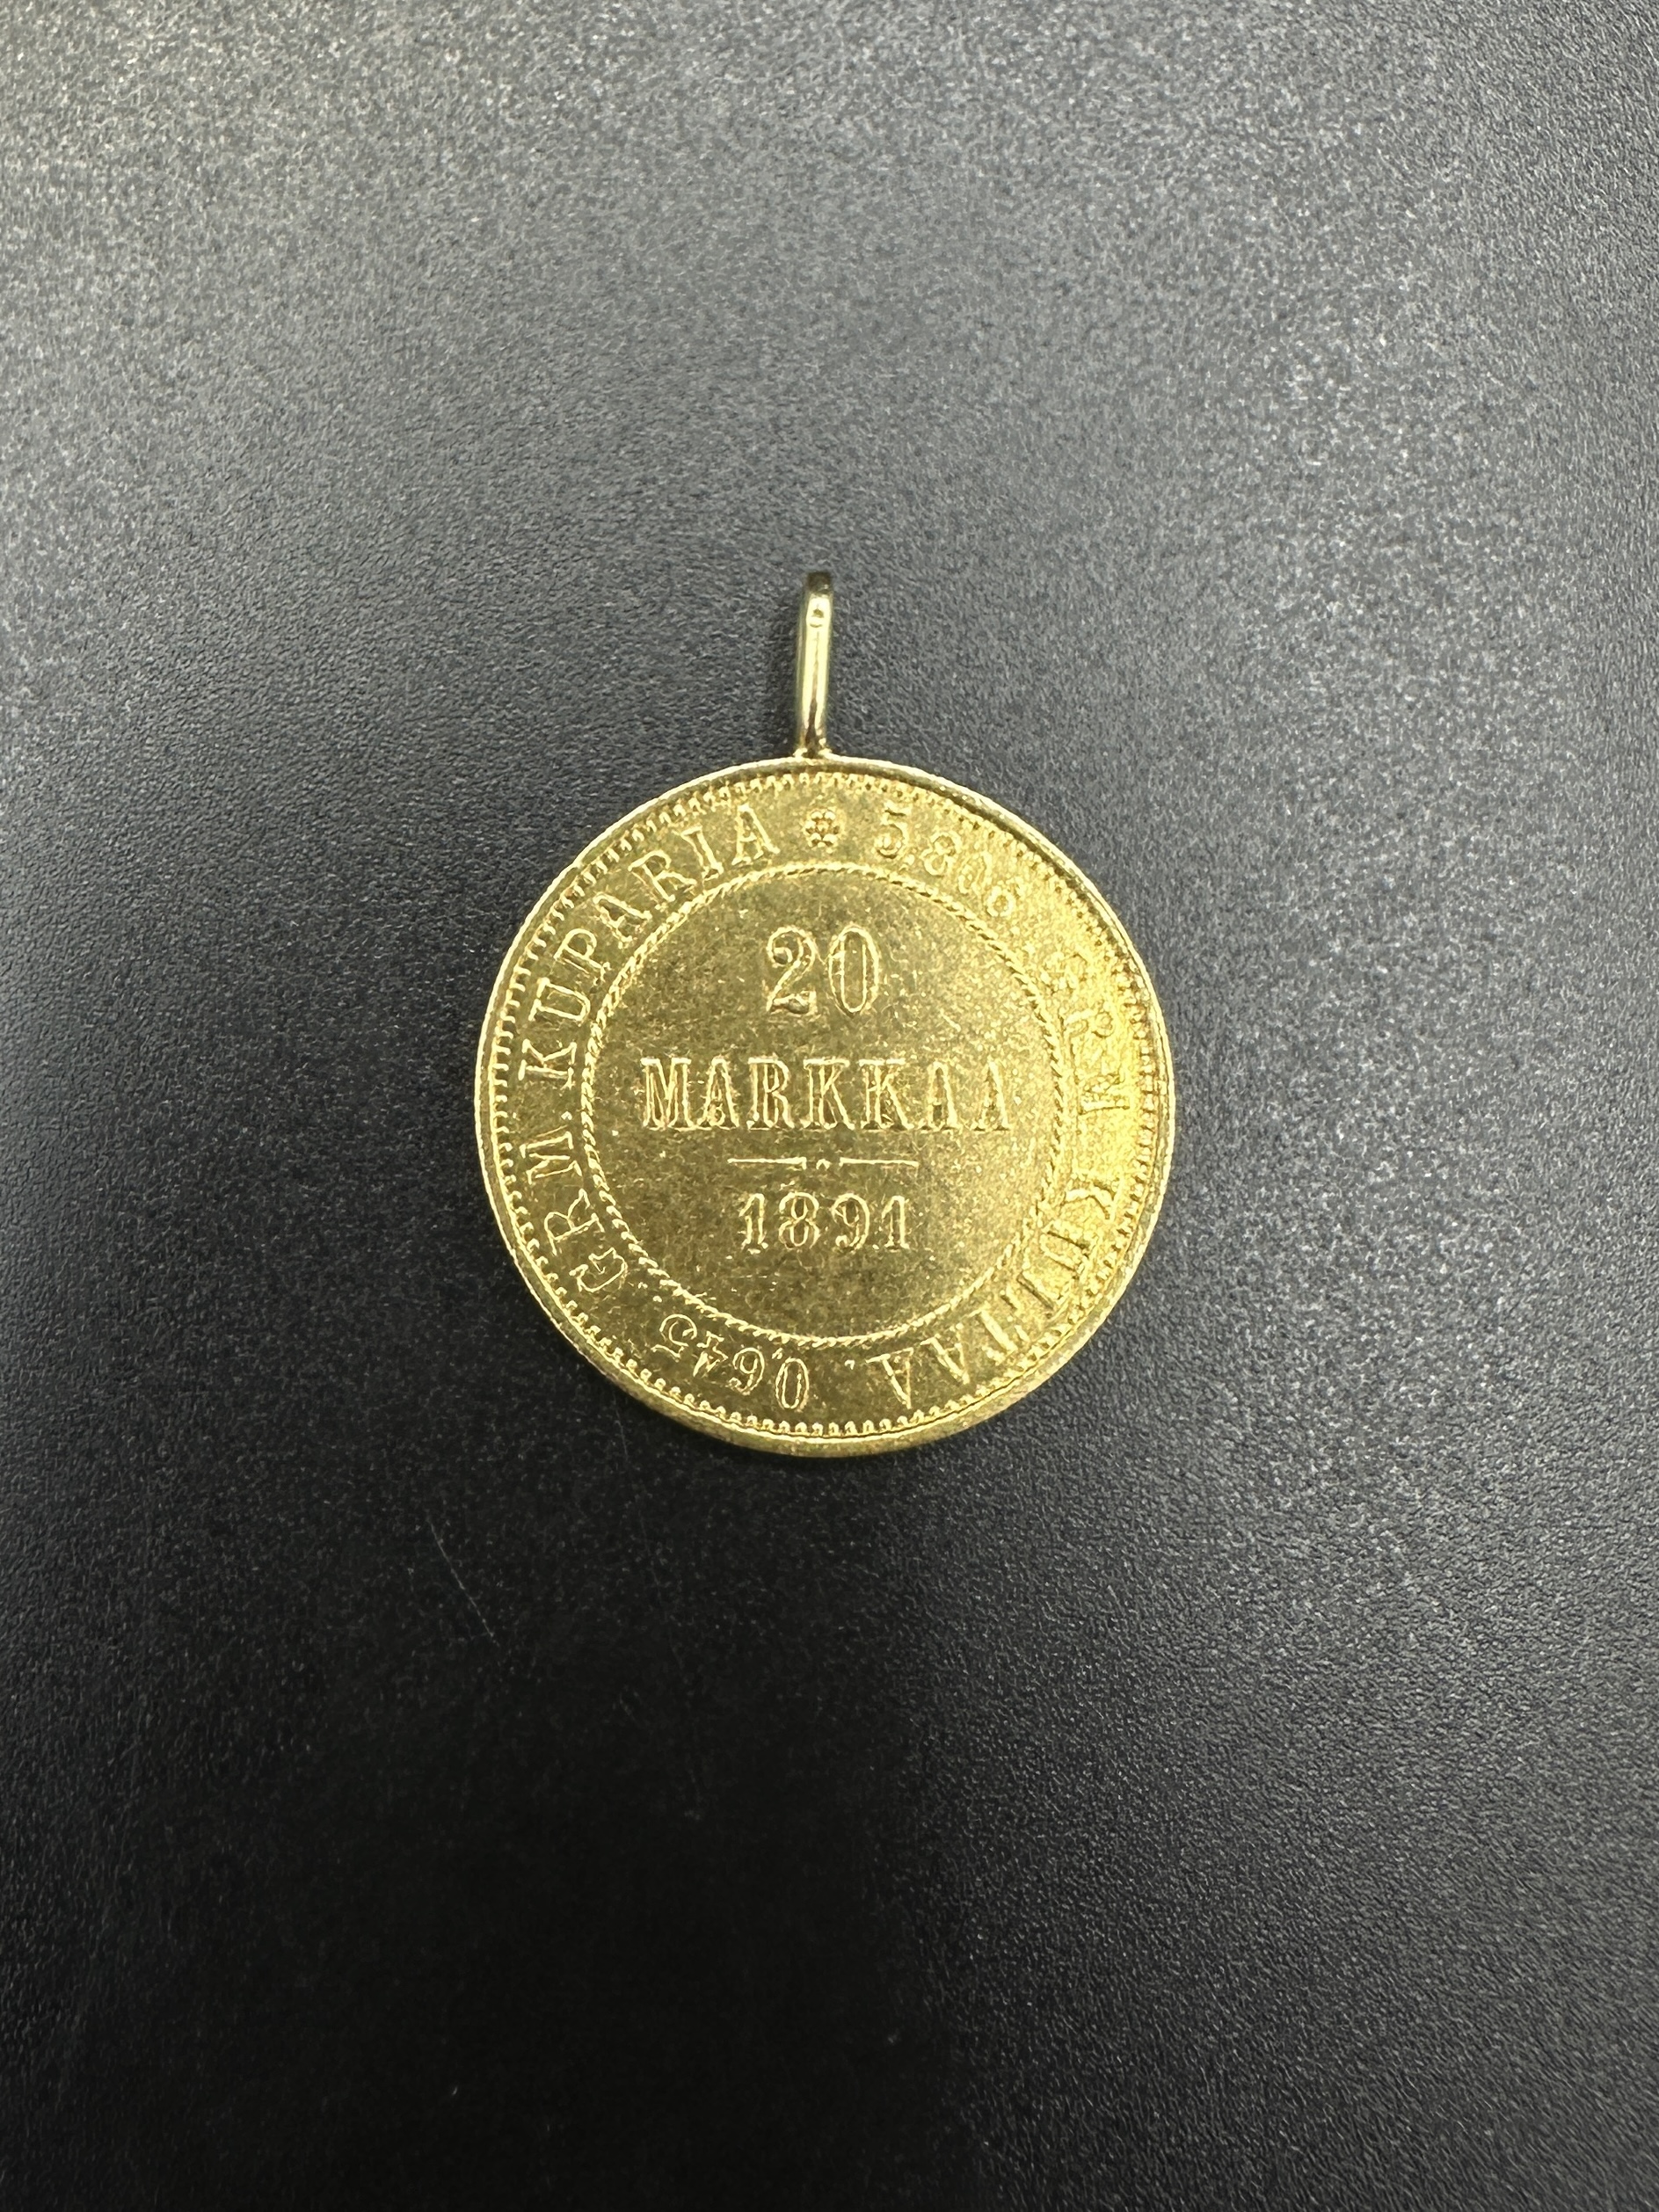 20
MARKKAA
1891
5.806 GRM. KULTAA. 0.645 GRM. KUPARIA